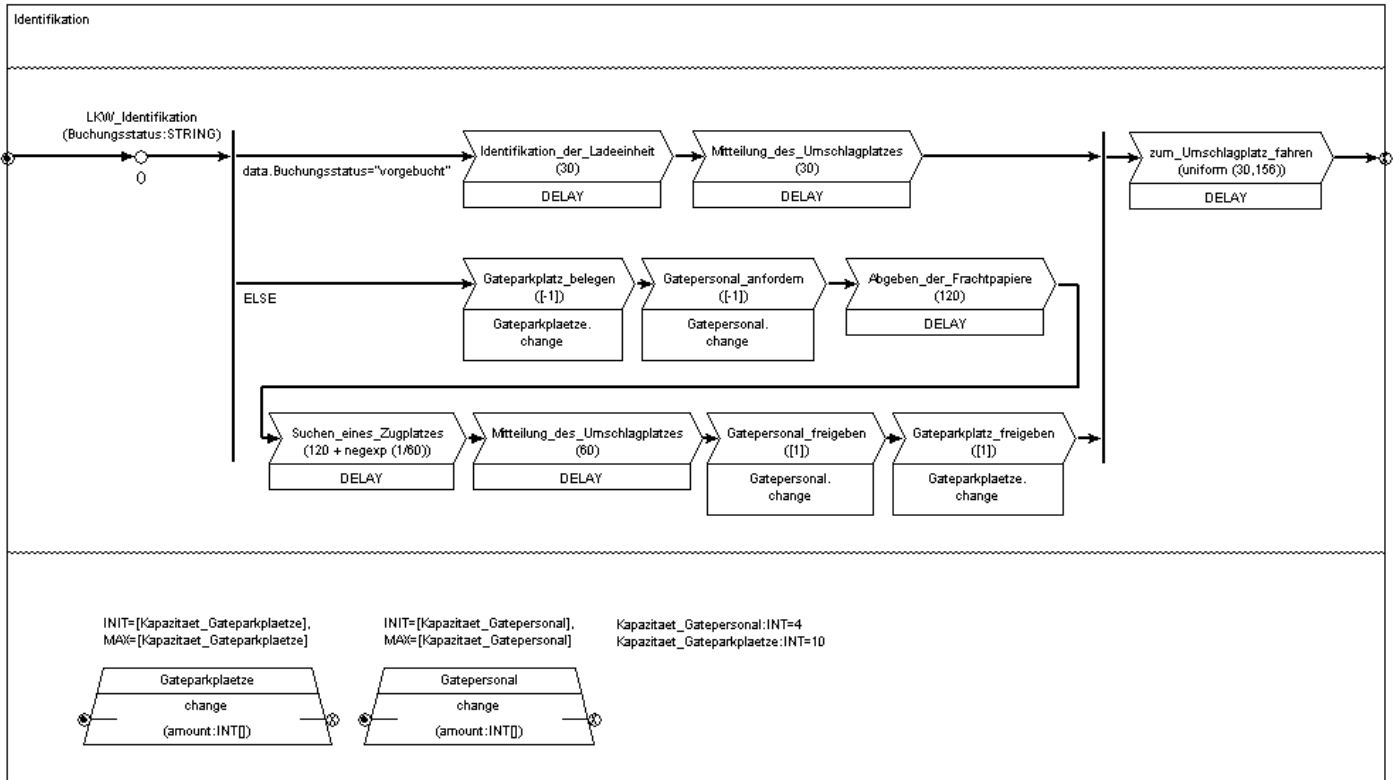 Identifikation
LKW_Identifikation
(Buchungsstatus:STRING)
()
data.Buchungsstatus="vorgebucht"
Identifikation_der_Ladeeinheit
(30)
DELAY
Mitteilung_des_Umschlagplatzes
(30)
DELAY
zum_Umschlagplatz_fahren
(uniform (30,156))
DELAY
ELSE
Gateparkplatz_belegen
([-1])
Gateparkplaetze.
change
Gatepersonal_anfordern
([-1])
Gatepersonal.
change
Abgeben_der_Frachtpapiere
(120)
DELAY
Suchen_eines_Zugplatzes
(120 + negexp (1/60))
DELAY
Mitteilung_des_Umschlagplatzes
(60)
DELAY
Gatepersonal_freigeben
([1])
Gatepersonal.
change
Gateparkplatz_freigeben
([1])
Gateparkplaetze.
change
INIT=[Kapazitaet_Gateparkplaetze],
MAX=[Kapazitaet_Gateparkplaetze]
Gateparkplaetze
change
(amount:INT[])
INIT=[Kapazitaet_Gatepersonal],
MAX=[Kapazitaet_Gatepersonal]
Gatepersonal
change
(amount:INT[])
Kapazitaet_Gatepersonal:INT=4
Kapazitaet_Gateparkplaetze:INT=10